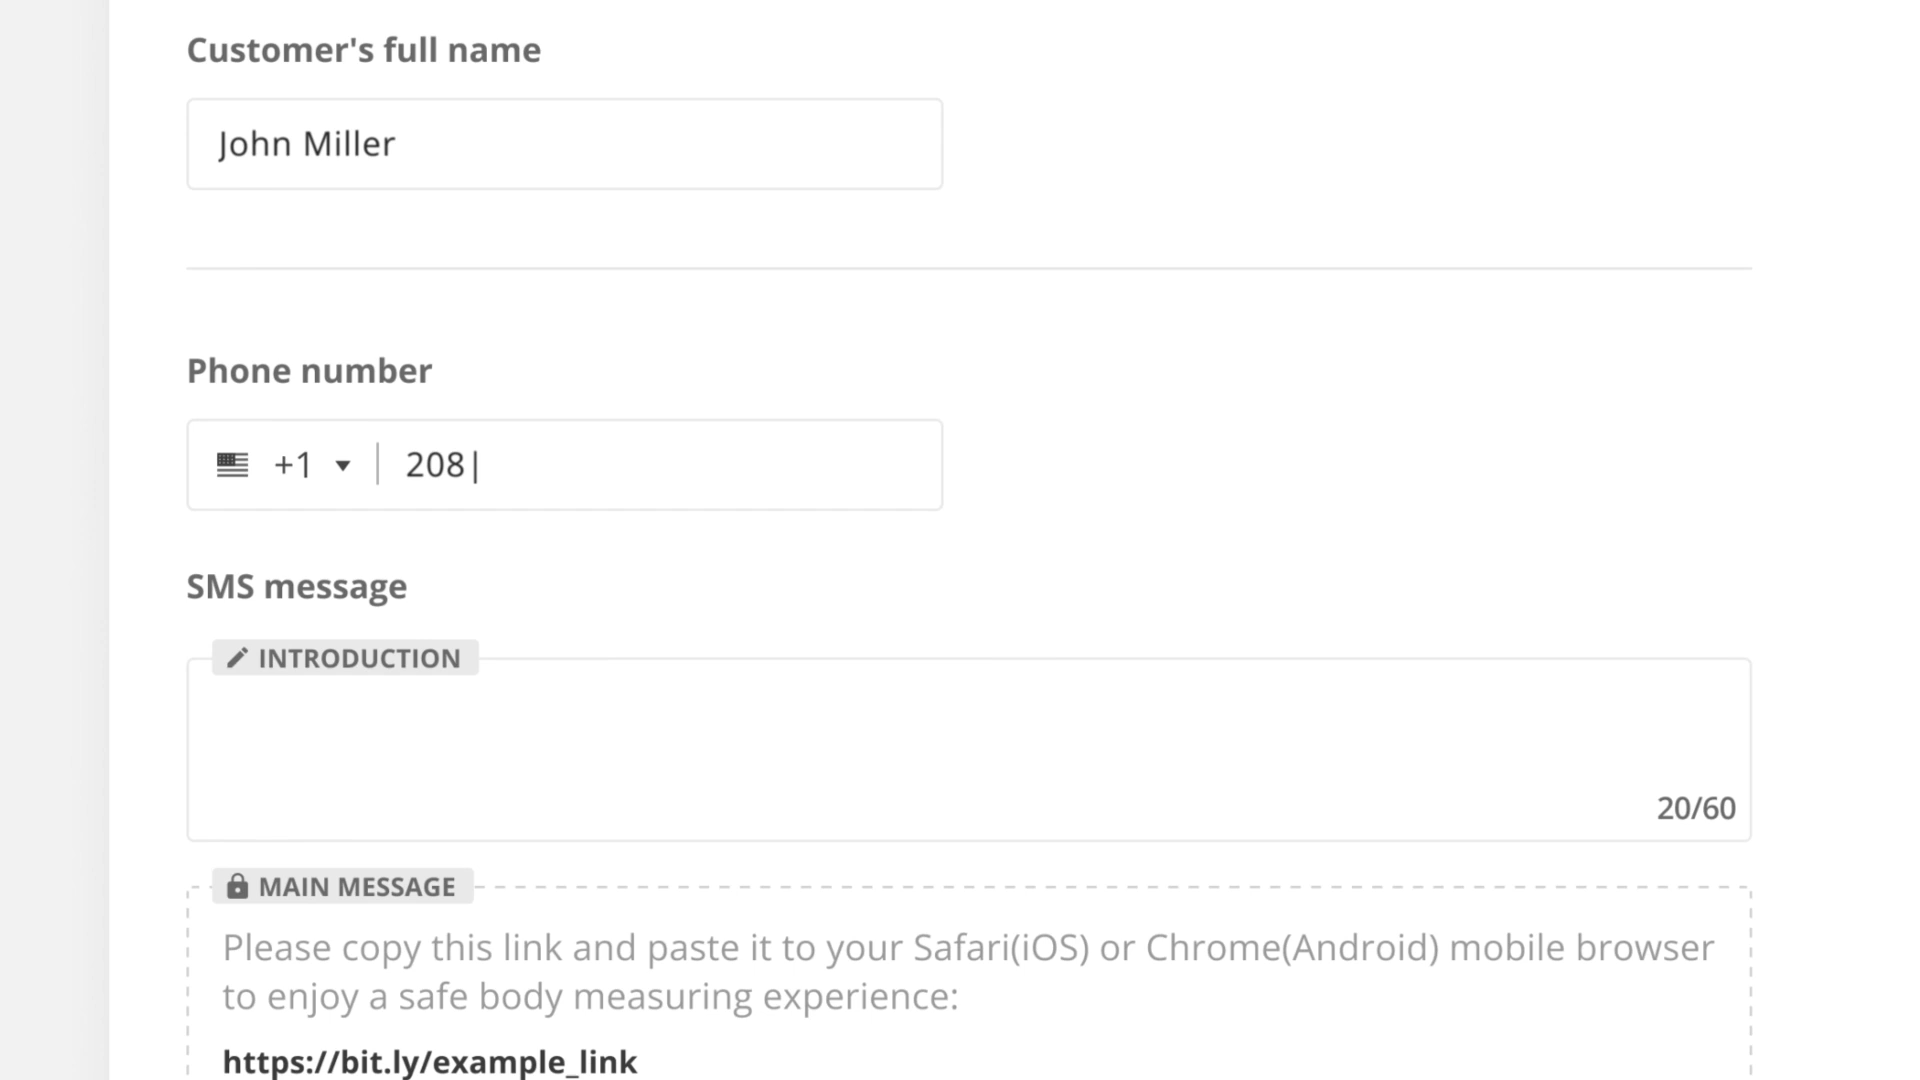 Customer's full name
John Miller
Phone number
+1 208
SMS message
INTRODUCTION
20/60
MAIN MESSAGE
Please copy this link and paste it to your Safari(iOS) or Chrome(Android) mobile browser
to enjoy a safe body measuring experience:
https://bit.ly/example_link